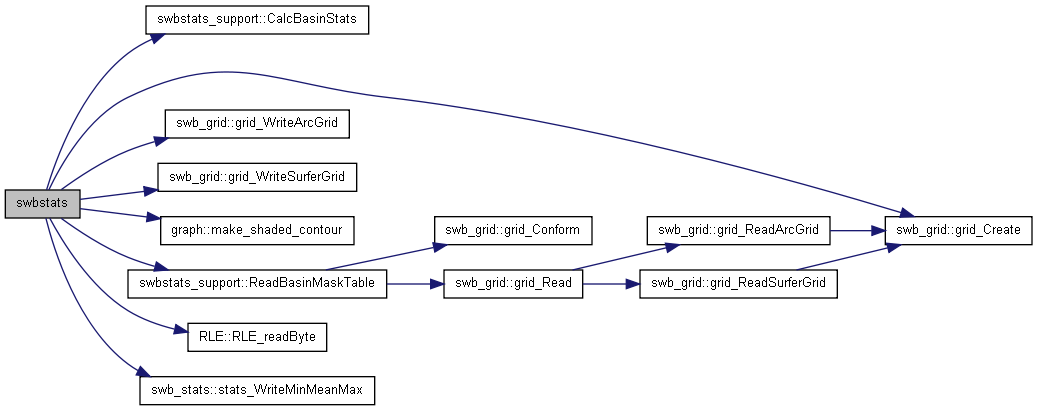 swbstats_support::CalcBasinStats
swb_grid::grid_WriteArcGrid
swb_grid::grid_WriteSurferGrid
swbstats
graph::make_shaded_contour
swb_grid::grid_Conform
swb_grid::grid_ReadArcGrid
swb_grid::grid_Create
swbstats_support::ReadBasinMaskTable
swb_grid::grid_Read
swb_grid::grid_ReadSurferGrid
RLE::RLE_readByte
swb_stats::stats_WriteMinMeanMax